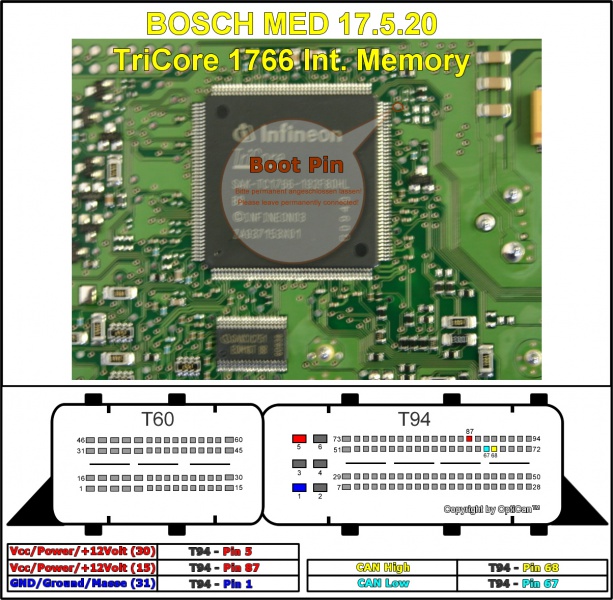 BOSCH MED 17.5.20
TriCore 1766 Int. Memory
Infineon
TriCore
Boot Pin
Bitte permanent angeschlossen lassen!
Please leave permanently connected!
T60
T94
46
60
31
45
16
30
1
15
5
6
3
4
1
2
87
73
94
51
72
67
68
29
50
7
28
Copyright by OptiCan™
Vcc/Power/+12Volt (30) T94 - Pin 5
Vcc/Power/+12Volt (15) T94 - Pin 87
GND/Ground/Masse (31) T94 - Pin 1
CAN High T94 - Pin 68
CAN Low T94 - Pin 67